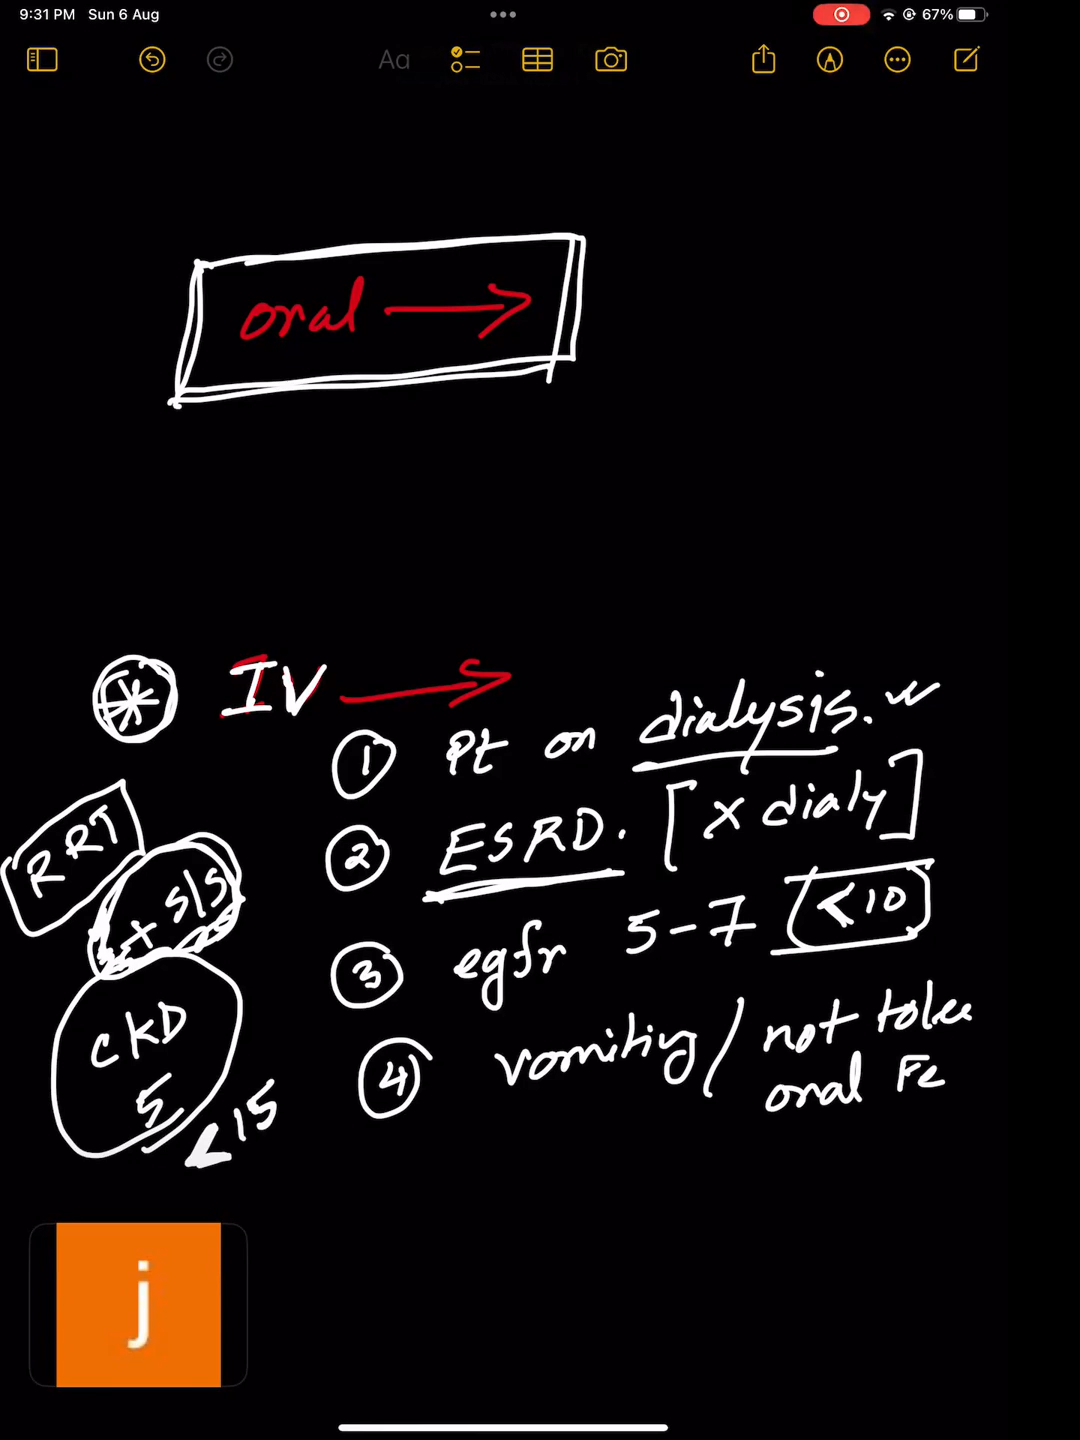 9:31 PM Sun 6 Aug
67%
Aa
oral →
IV →
① Pt on dialysis.
② ESRD. [x dialy]
③ egfr 5-7 (<10)
④ vomiting / not
oral Fe
RRT
+ s/s
CKD
5
<15
j